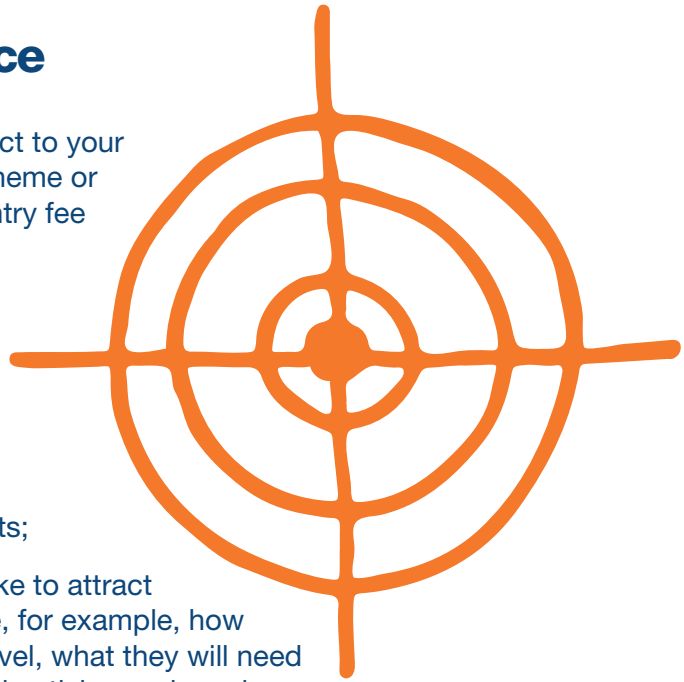 ce
ct to your
neme or
ntry fee
ts;
ke to attract
e, for example, how
vel, what they will need